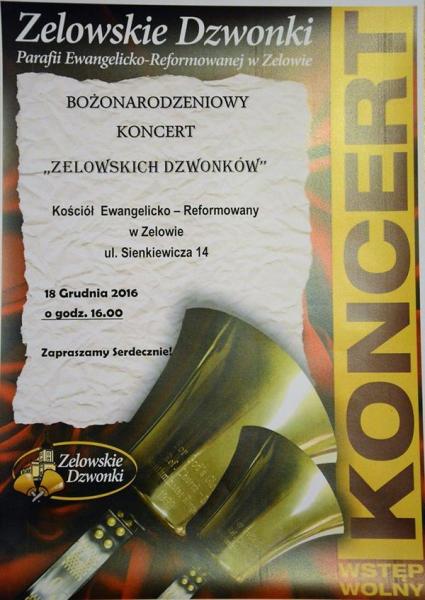 Zelowskie Dzwonki
Parafii Ewangelicko-Reformowanej w Zelowie
BOŻONARODZENIOWY
KONCERT
„ZELOWSKICH DZWONKÓW"
Kościół Ewangelicko – Reformowany
w Zelowie
ul. Sienkiewicza 14
18 Grudnia 2016
o godz. 16.00
Zapraszamy Serdecznie!
Zelowskie
Dzwonki
KONCERT
WSTĘP
WOLNY